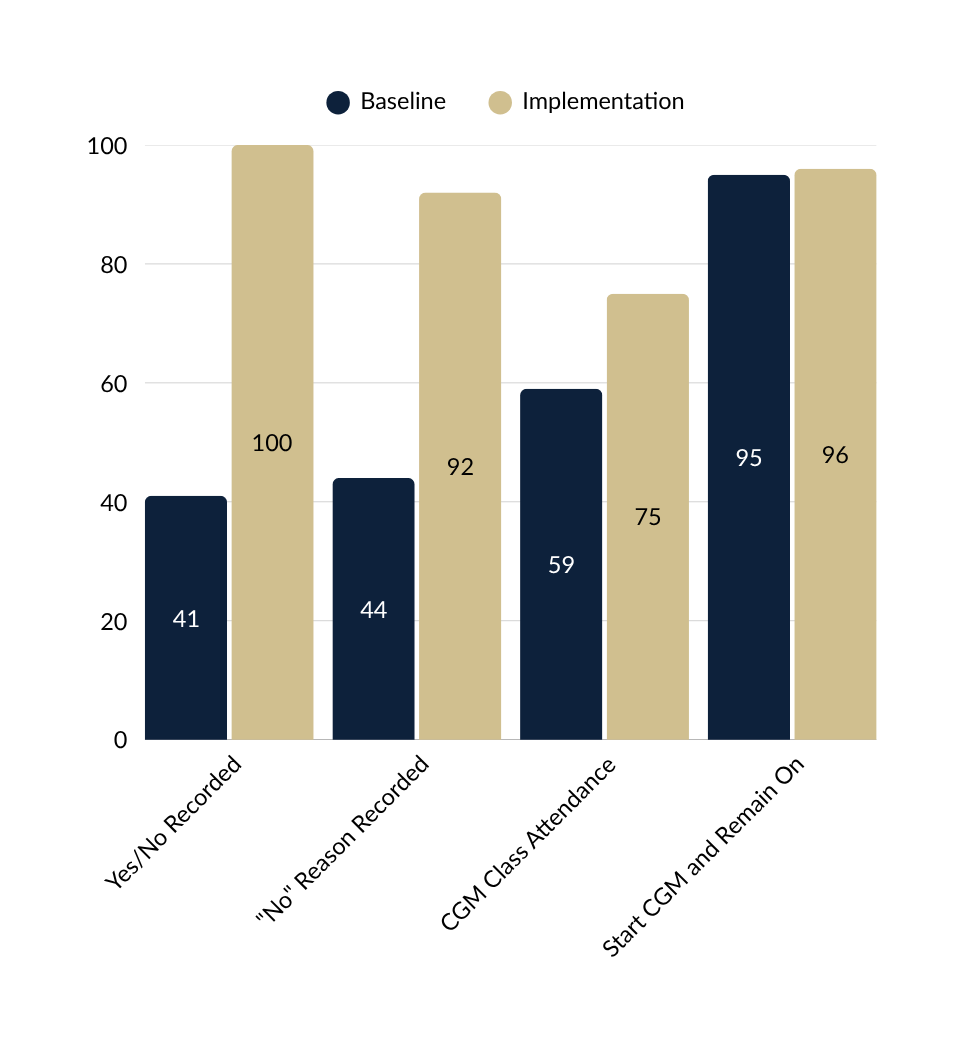 Baseline Implementation
100
80
60
40
20
0
41
100
44
92
59
75
95
96
Yes/No Recorded
"No" Reason Recorded
CGM Class Attendance
Start CGM and Remain On